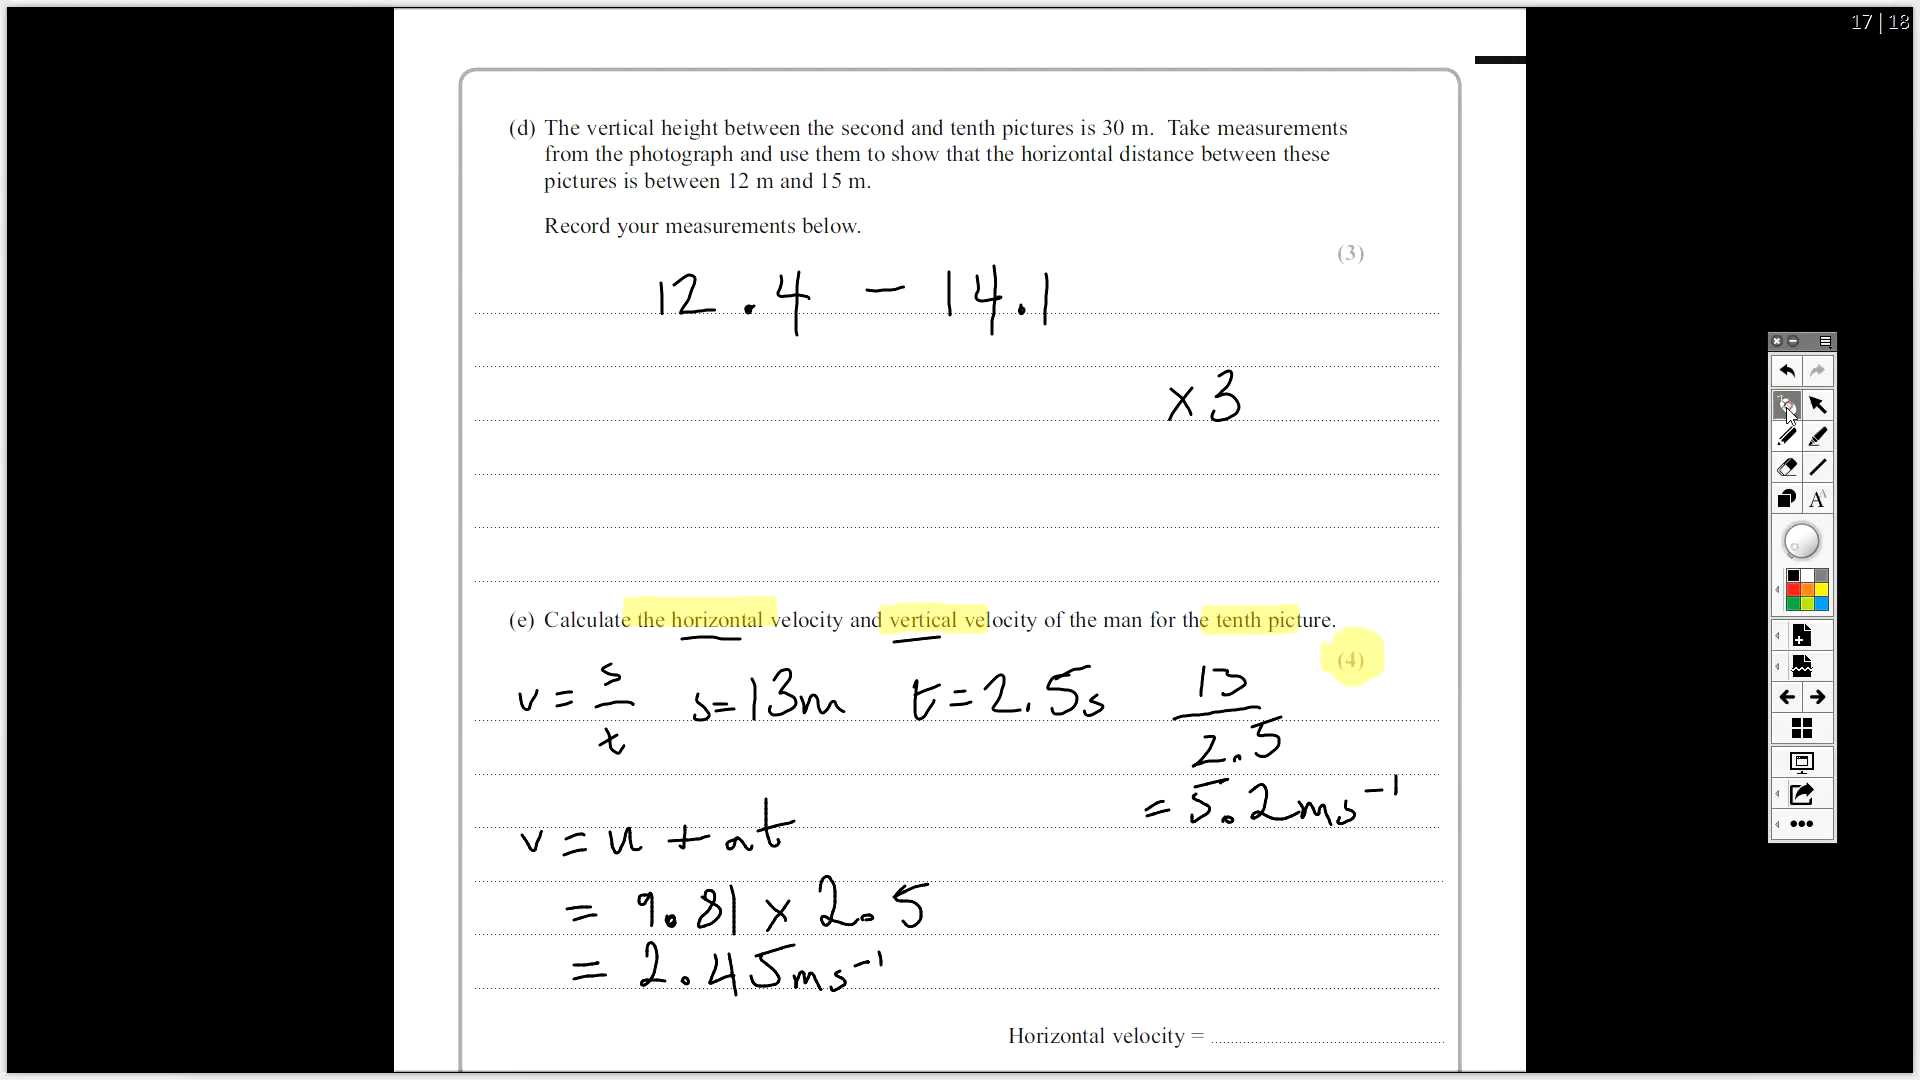 17 | 18
(d) The vertical height between the second and tenth pictures is 30 m. Take measurements
from the photograph and use them to show that the horizontal distance between these
pictures is between 12 m and 15 m.
Record your measurements below.
(3)
12.4 - 14.1
x3
(e) Calculate the horizontal velocity and vertical velocity of the man for the tenth picture.
(4)
v = s/t s=13m t=2.5s 13/2.5
= 5.2ms⁻¹
v = u + at
= 9.81 x 2.5
= 2.45ms⁻¹
Horizontal velocity = ................